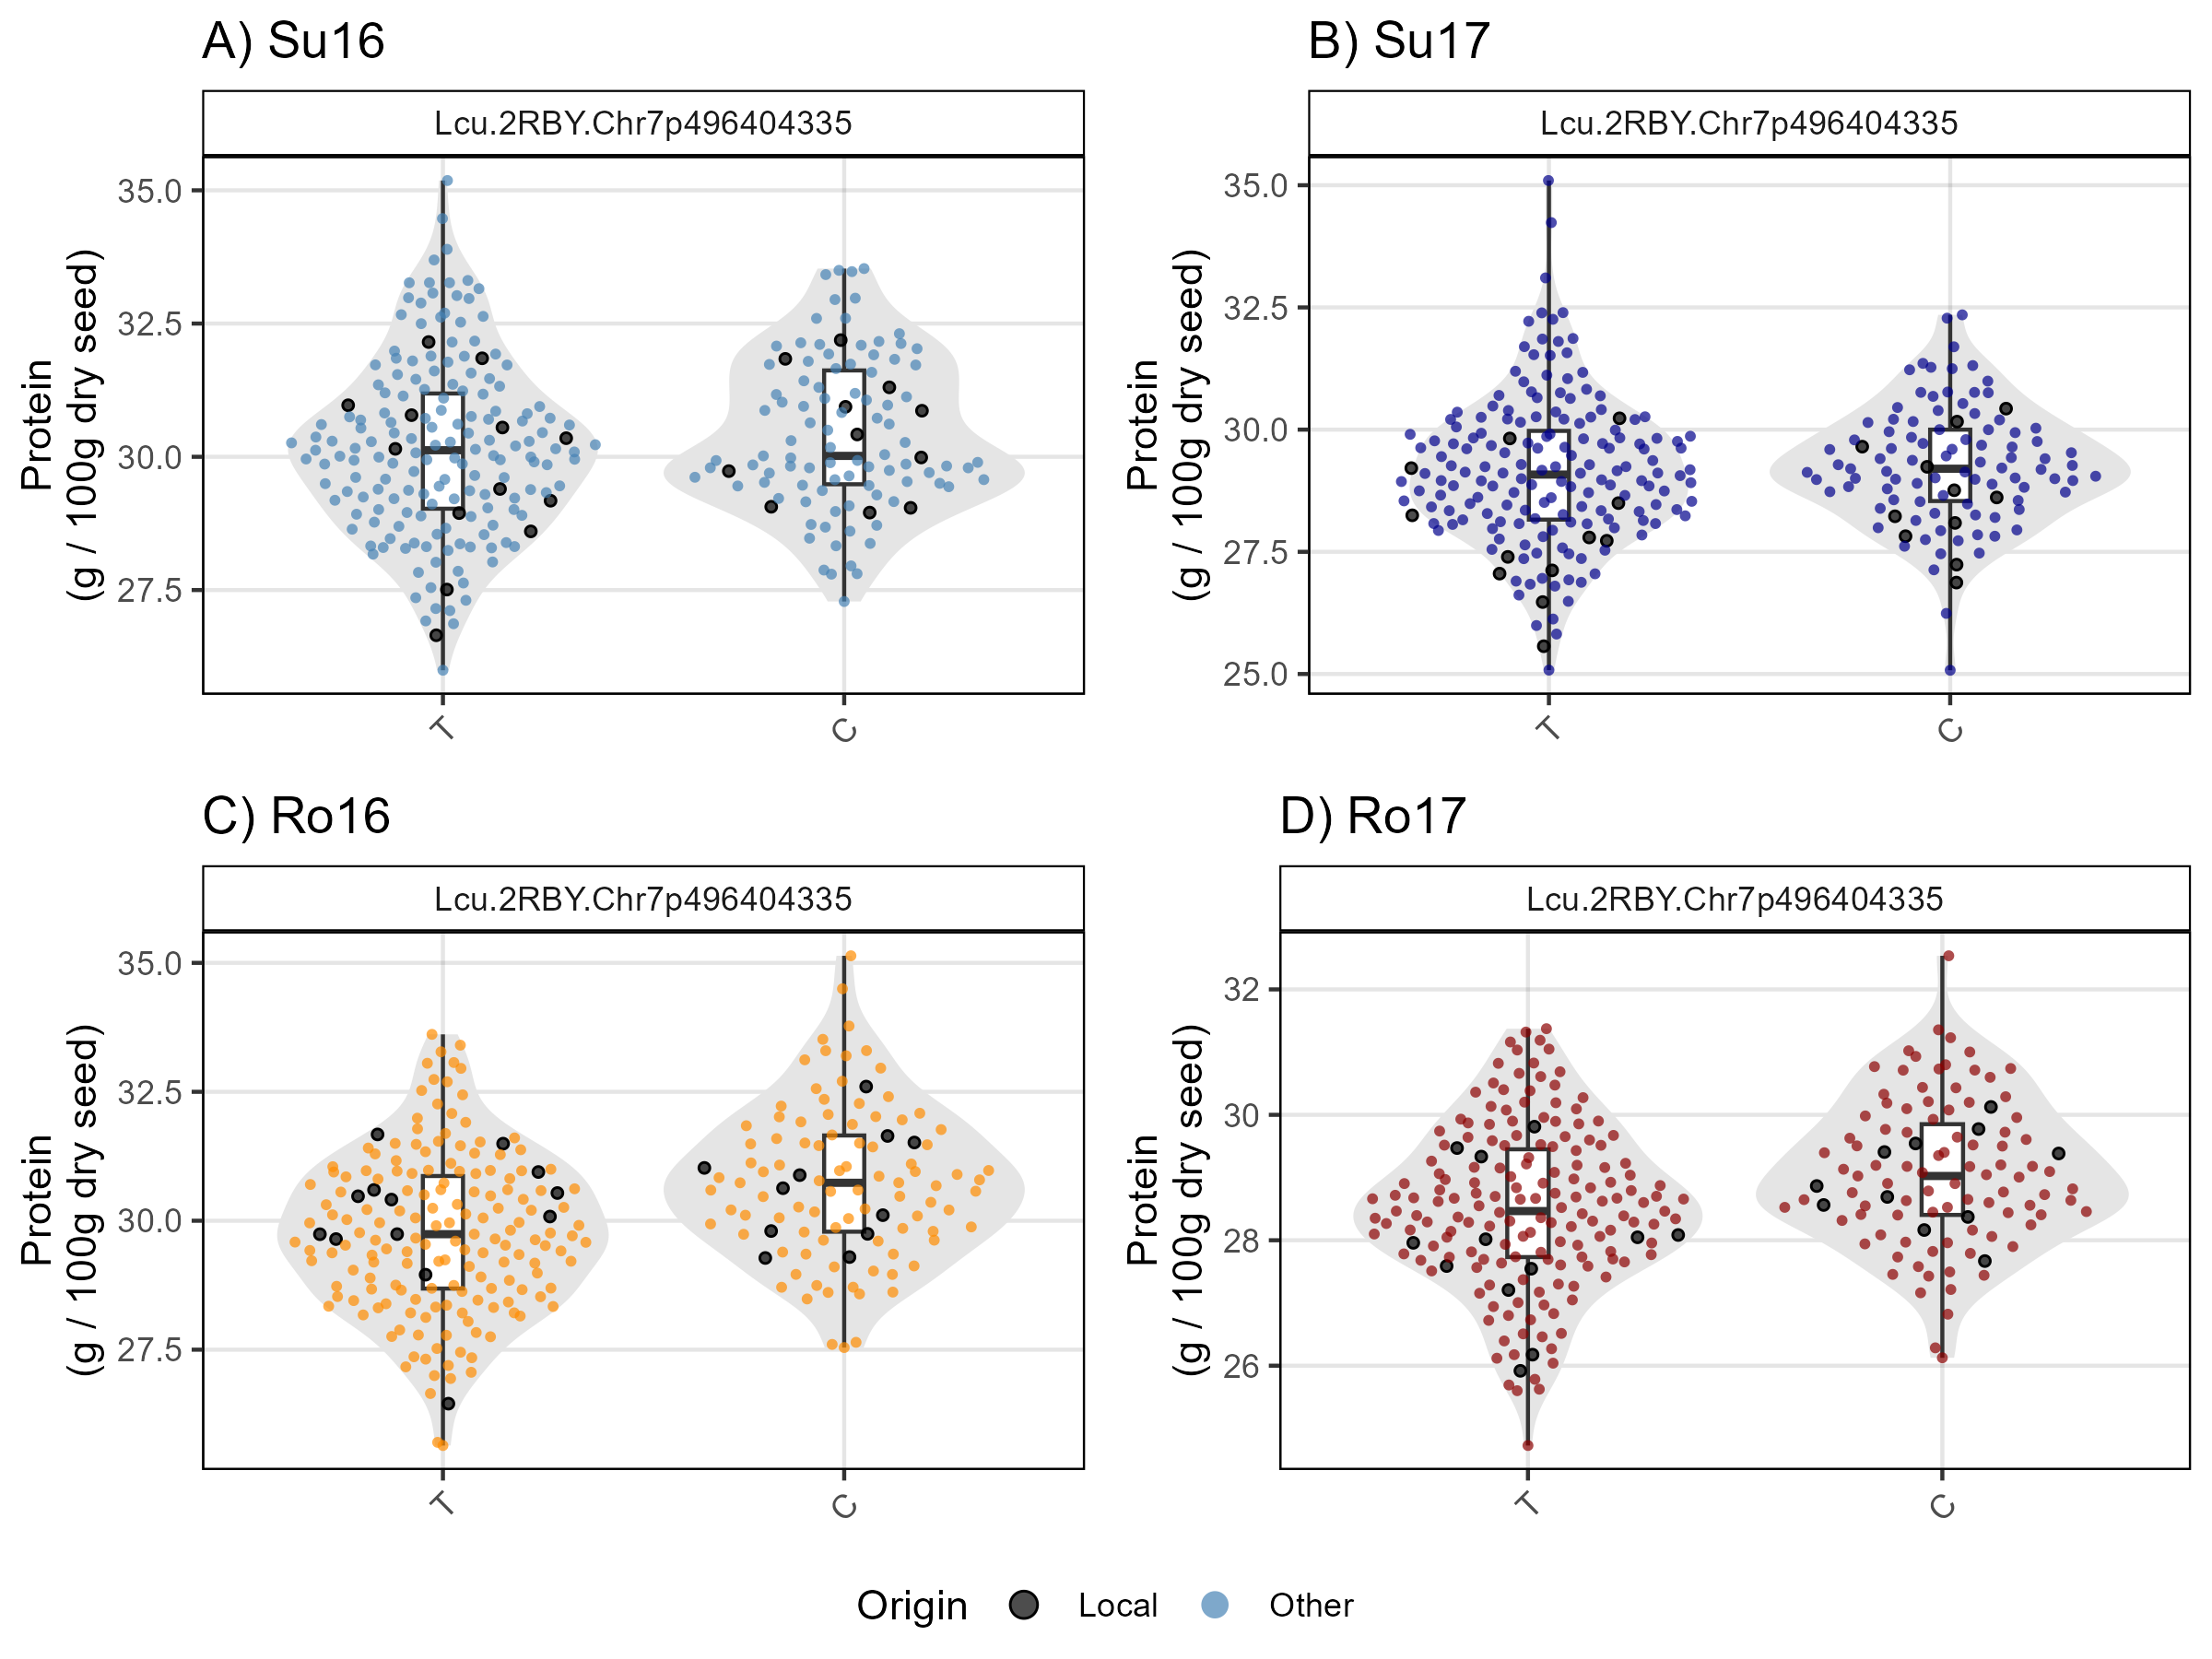 A) Su16
Lcu.2RBY.Chr7p496404335
Protein
(g / 100g dry seed)
35.0
32.5
30.0
27.5
T
C
B) Su17
Lcu.2RBY.Chr7p496404335
Protein
(g / 100g dry seed)
35.0
32.5
30.0
27.5
25.0
T
C
C) Ro16
Lcu.2RBY.Chr7p496404335
Protein
(g / 100g dry seed)
35.0
32.5
30.0
27.5
T
C
D) Ro17
Lcu.2RBY.Chr7p496404335
Protein
(g / 100g dry seed)
32
30
28
26
T
C
Origin Local Other